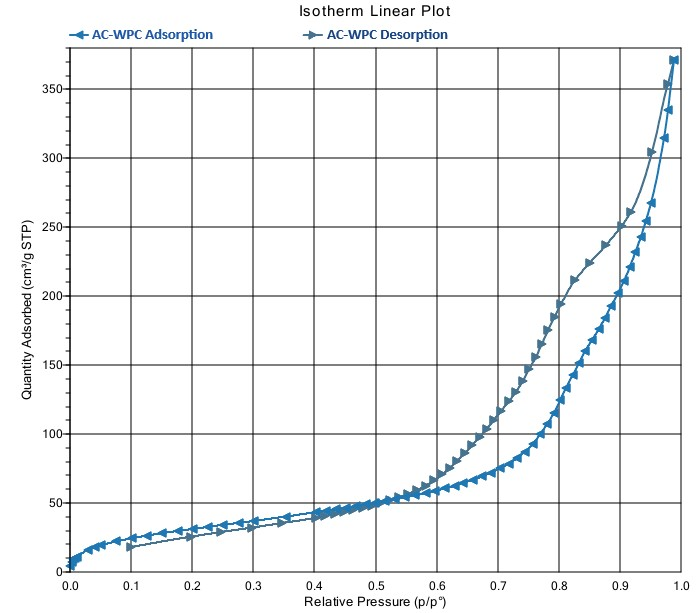 Isotherm Linear Plot
AC-WPC Adsorption AC-WPC Desorption
350
300
250
200
150
100
50
0
Quantity Adsorbed (cm³/g STP)
0.0 0.1 0.2 0.3 0.4 0.5 0.6 0.7 0.8 0.9 1.0
Relative Pressure (p/p°)